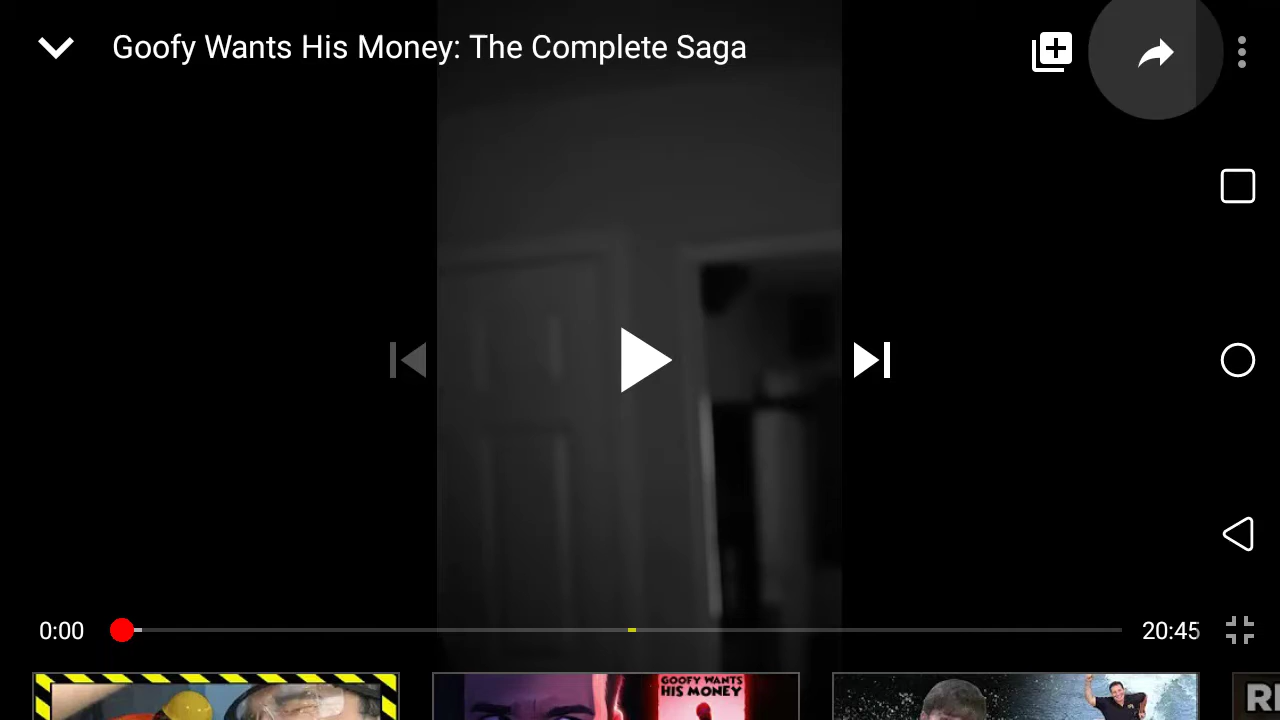 Goofy Wants His Money: The Complete Saga
0:00
20:45
GOOFY WANTS
HIS MONEY